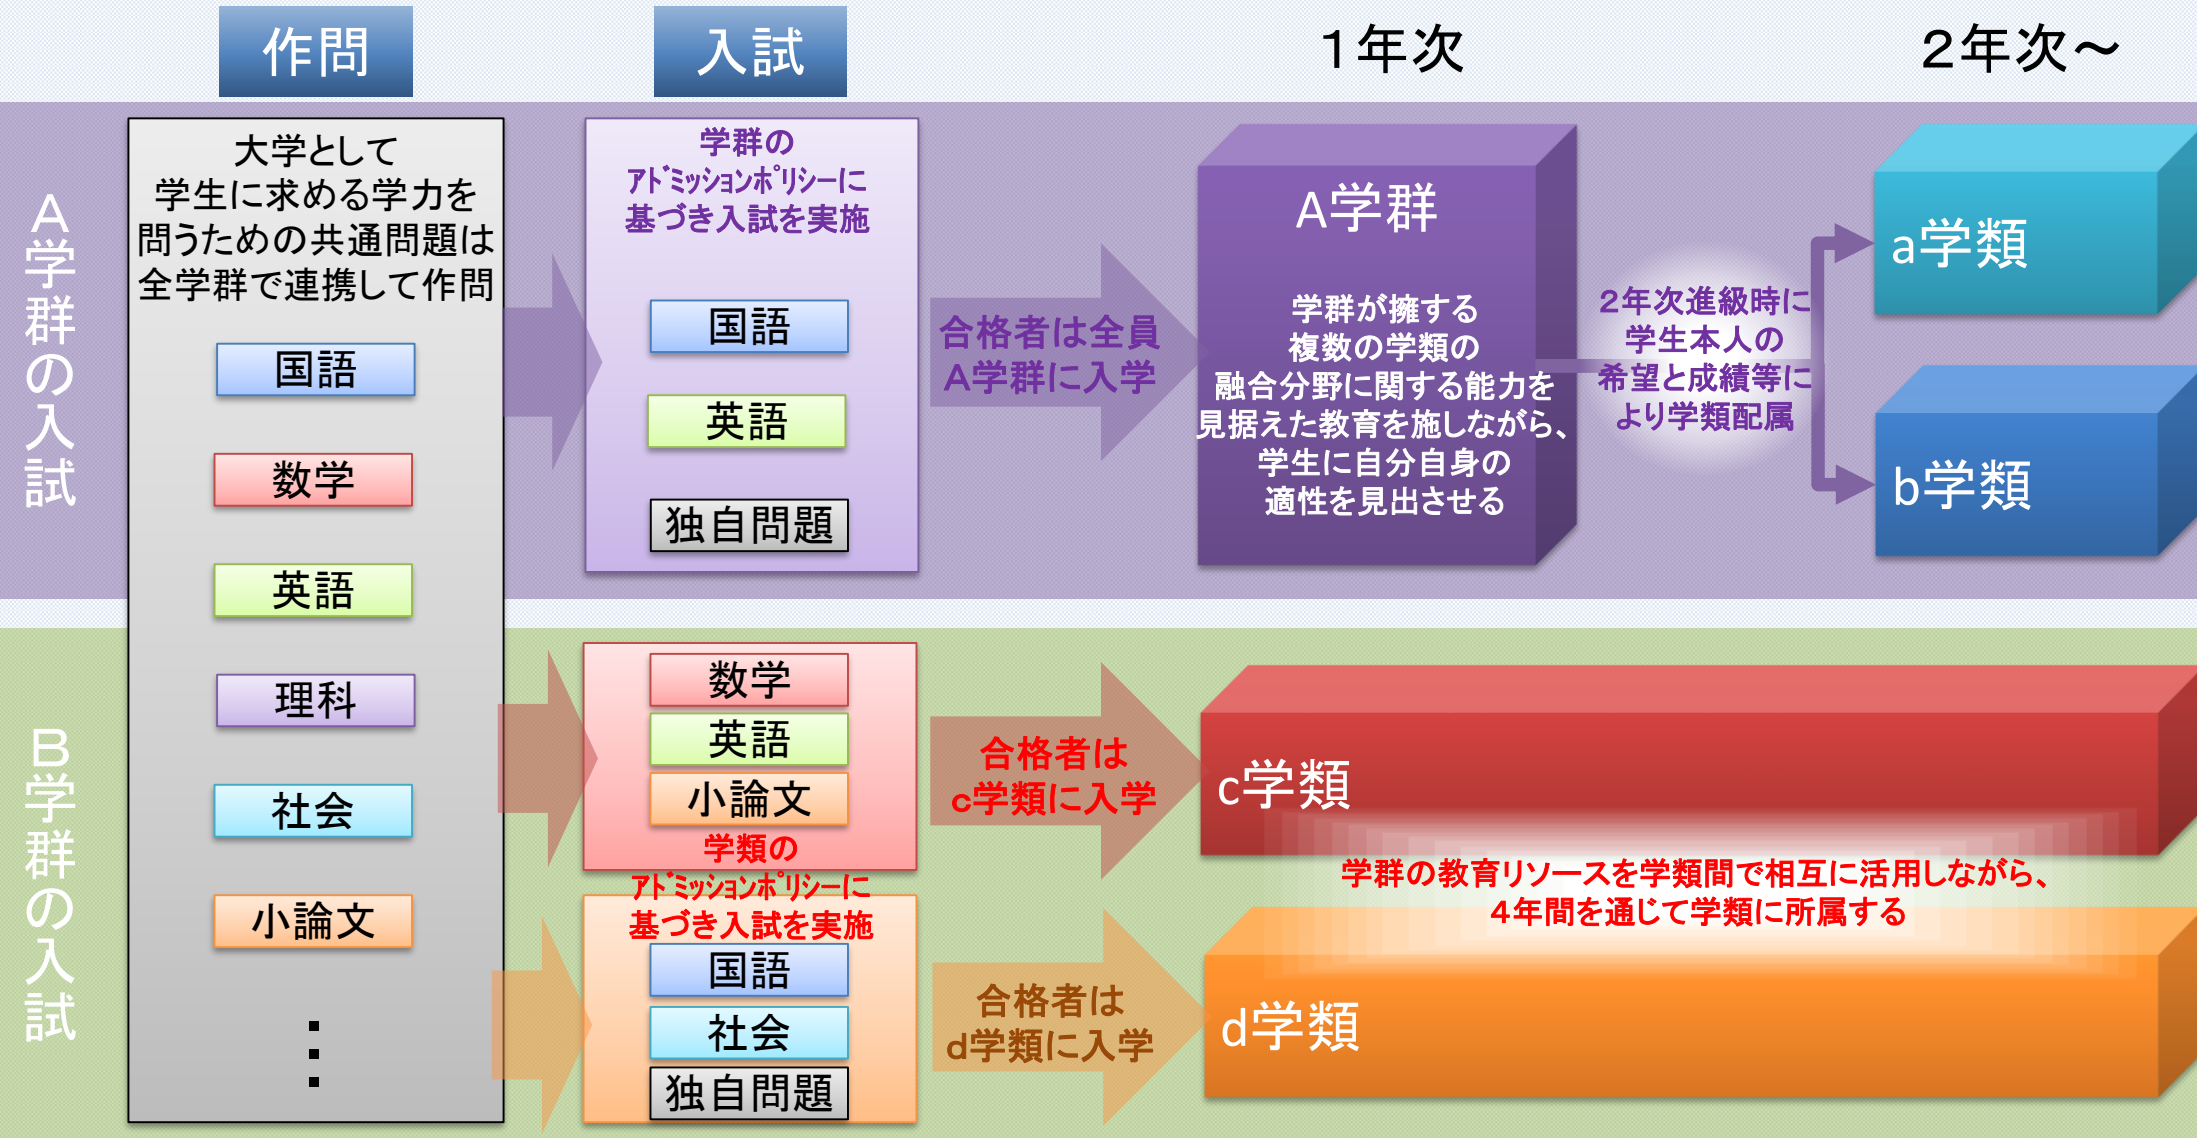 作問
入試
1年次
2年次～
A学群の入試
大学として
学生に求める学力を
問うための共通問題は
全学群で連携して作問
国語
数学
英語
理科
社会
小論文
・
・
・
学群の
ｱﾄﾞﾐｯｼｮﾝﾎﾟﾘｼｰに
基づき入試を実施
国語
英語
独自問題
合格者は全員
A学群に入学
A学群
学群が擁する
複数の学類の
融合分野に関する能力を
見据えた教育を施しながら、
学生に自分自身の
適性を見出させる
2年次進級時に
学生本人の
希望と成績等に
より学類配属
a学類
b学類
B学群の入試
数学
英語
小論文
学類の
ｱﾄﾞﾐｯｼｮﾝﾎﾟﾘｼｰに
基づき入試を実施
国語
社会
独自問題
合格者は
c学類に入学
合格者は
d学類に入学
c学類
学群の教育リソースを学類間で相互に活用しながら、
4年間を通じて学類に所属する
d学類